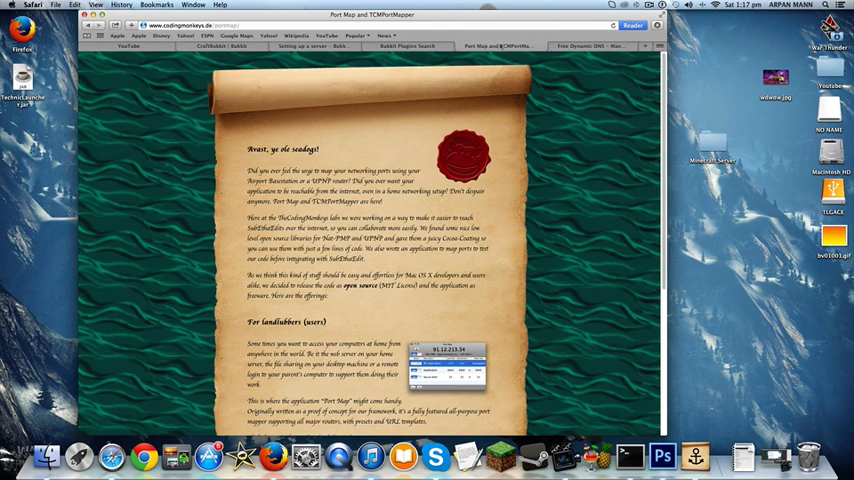 Safari File Edit View History Bookmarks Window Help
Sat 1:17 pm ARPAN MANN
Port Map and TCMPortMapper
www.codingmonkeys.de/portmap/
Reader
Apple Apple Disney Yahoo! ESPN Google Maps Yahoo! Wikipedia YouTube Popular News
YouTube
CraftBukkit | Bukkit
Setting up a server - Bukk...
Bukkit Plugins Search
Port Map and TCMPortMa...
Free Dynamic DNS - Man...
Firefox
TechnicLaunche
r.jar
War Thunder
Youtube
wdwdw.jpg
NO NAME
Minecraft Server
Macintosh HD
TLGACE
bv01001.gif
Avast, ye ole seadogs!
Did you ever feel the urge to map your networking ports using your
Airport Basestation or a UPNP router? Did you ever want your
application to be reachable from the internet, even in a home networking setup? Don't despair
anymore, Port Map and TCMPortMapper are here!
Here at the TheCodingMonkeys labs we were working on a way to make it easier to reach
SubEthaEdits over the internet, so you can collaborate more easily. We found some nice low
level open source libraries for Nat-PMP and UPNP and gave them a juicy Cocoa-Coating so
you can use them with just a few lines of code. We also wrote an application to map ports to test
our code before integrating with SubEthaEdit.
As we think this kind of stuff should be easy and effortless for Mac OS X developers and users
alike, we decided to release the code as open source (MIT License) and the application as
freeware. Here are the offerings:
For landlubbers (users)
Some times you want to access your computers at home from
anywhere in the world. Be it the web server on your home
server, the file sharing on your desktop machine or a remote
login to your parent's computer to support them doing their
work.
91.12.213.34
This is where the application "Port Map" might come handy.
Originally written as a proof of concept for our framework, it's a fully featured all-purpose port
mapper supporting all major routers, with presets and URL templates.